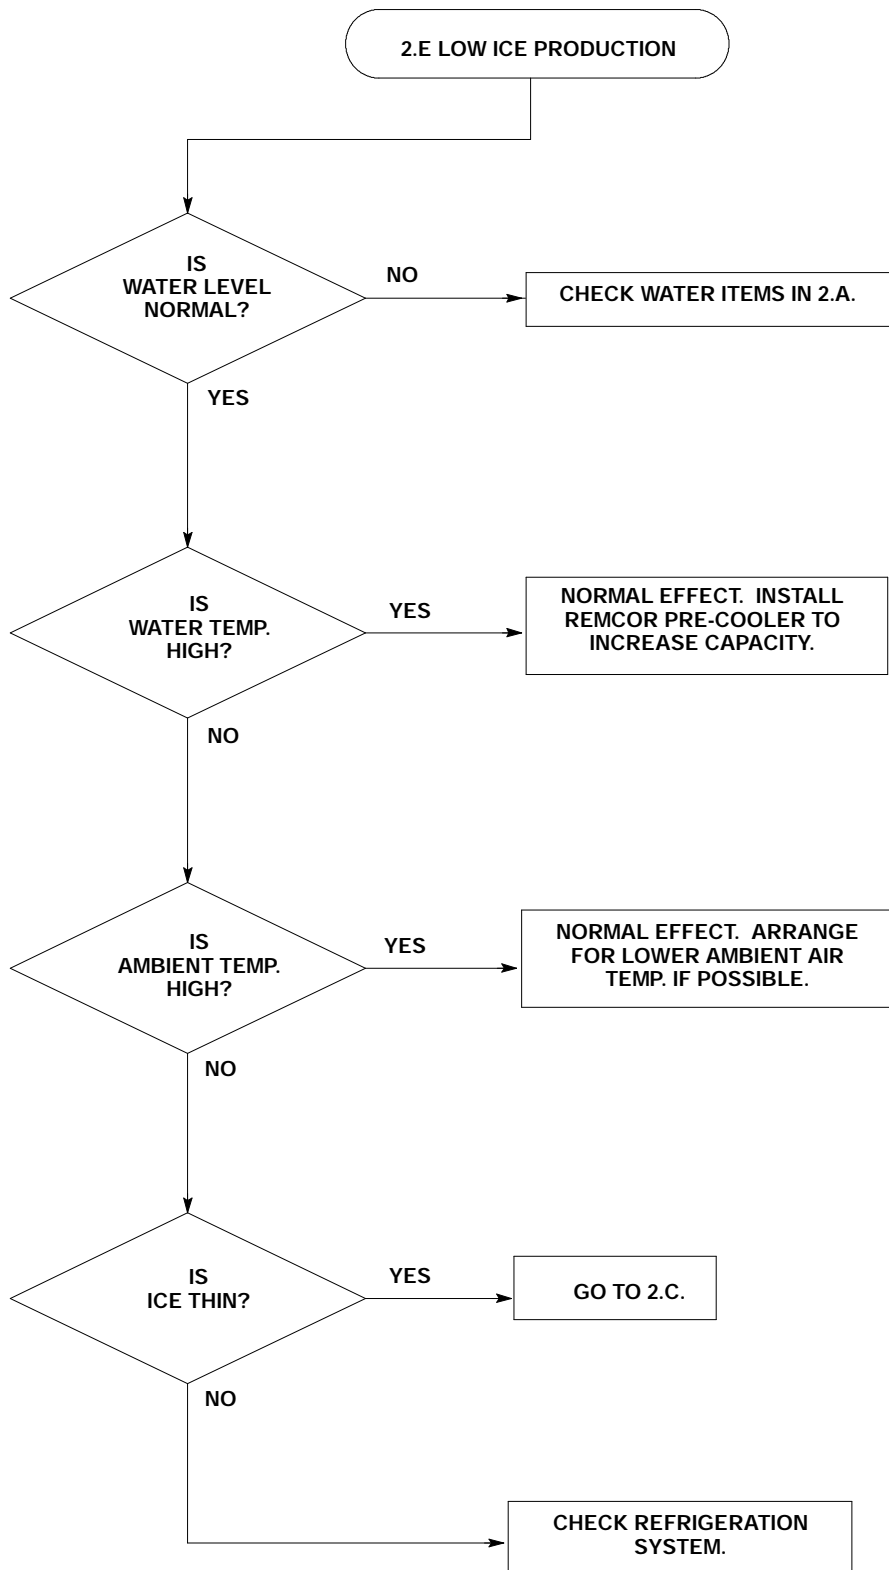 2.E LOW ICE PRODUCTION
IS
WATER LEVEL
NORMAL?
NO
CHECK WATER ITEMS IN 2.A.
YES
IS
WATER TEMP.
HIGH?
YES
NORMAL EFFECT. INSTALL
REMCOR PRE-COOLER TO
INCREASE CAPACITY.
NO
IS
AMBIENT TEMP.
HIGH?
YES
NORMAL EFFECT. ARRANGE
FOR LOWER AMBIENT AIR
TEMP. IF POSSIBLE.
NO
IS
ICE THIN?
YES
GO TO 2.C.
NO
CHECK REFRIGERATION
SYSTEM.